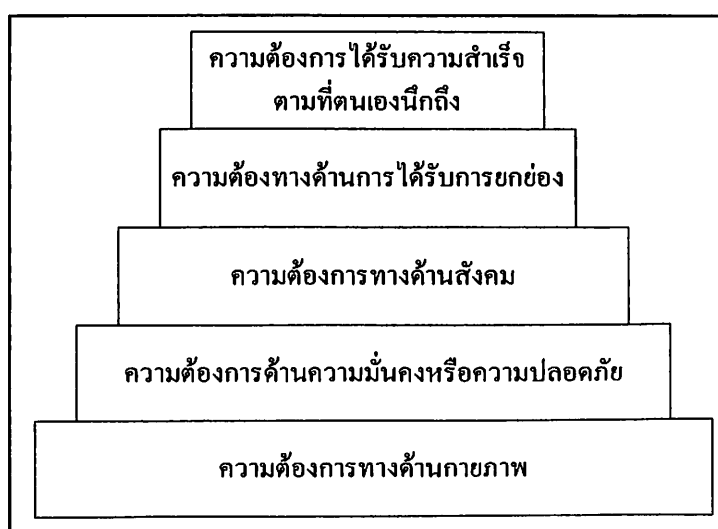 ความต้องการได้รับความสำเร็จ
ตามที่ตนเองนึกถึง
ความต้องทางด้านการได้รับการยกย่อง
ความต้องการทางด้านสังคม
ความต้องการด้านความมั่นคงหรือความปลอดภัย
ความต้องการทางด้านกายภาพ